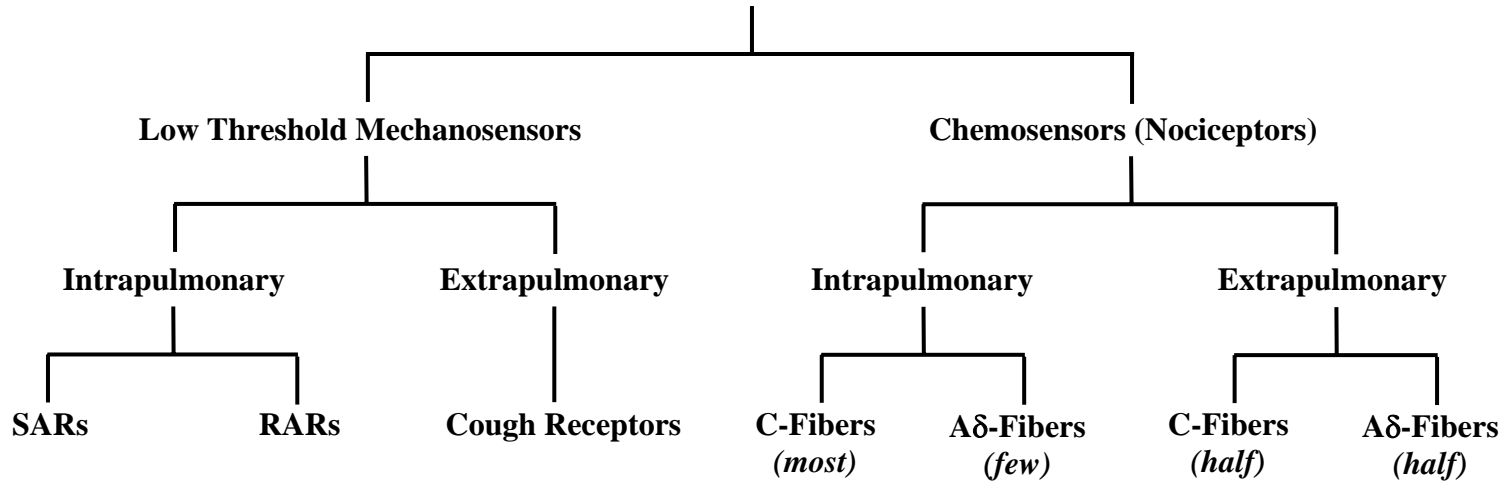 Low Threshold Mechanosensors
Chemosensors (Nociceptors)
Intrapulmonary
Extrapulmonary
Intrapulmonary
Extrapulmonary
SARs
RARs
Cough Receptors
C-Fibers
(most)
Aδ-Fibers
(few)
C-Fibers
(half)
Aδ-Fibers
(half)